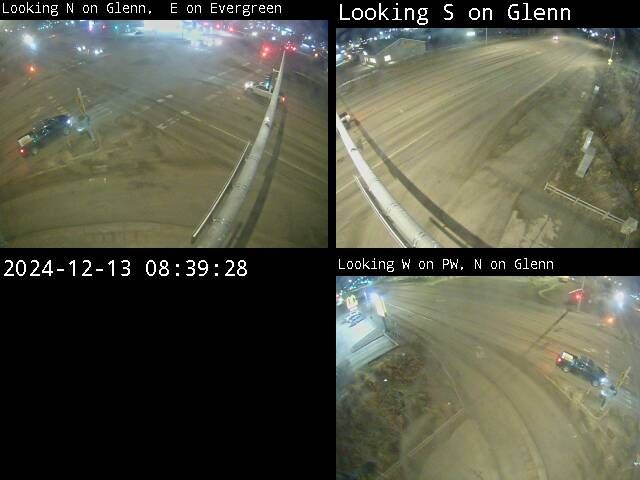 Looking N on Glenn, E on Evergreen
Looking S on Glenn
2024-12-13 08:39:28
Looking W on PW, N on Glenn